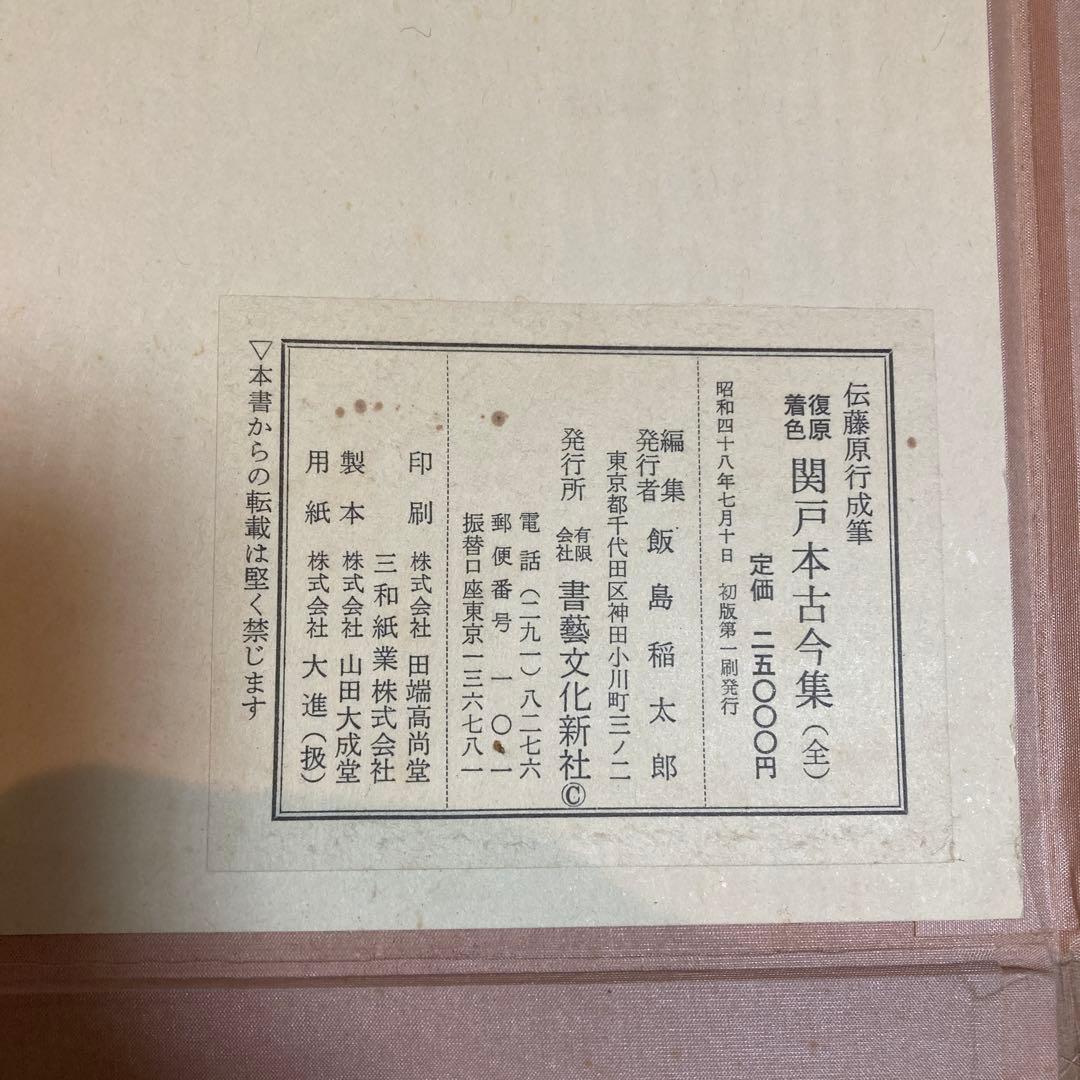 伝藤原行成筆
復原着色 関戸本古今集（全）
定価 二五〇〇〇円
昭和四十八年七月十日 初版第一刷発行
編集発行者 飯島稲太郎
東京都千代田区神田小川町三ノ二
発行所 有限会社 書藝文化新社©
電話（二九一）八二七六
郵便番号 一〇一
振替口座東京一三六七八一
印刷 株式会社 田端高尚堂
三和紙業株式会社
製本 株式会社 山田大成堂
用紙 株式会社 大進（扱）
▽本書からの転載は堅く禁じます